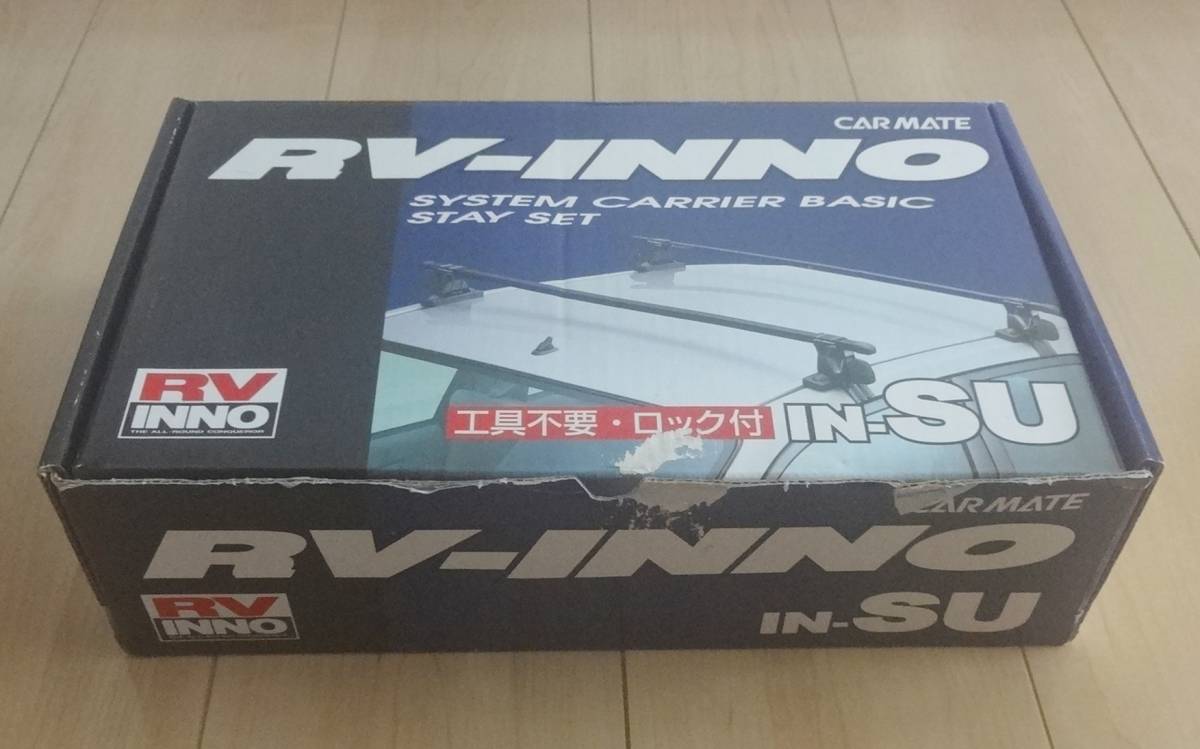 CAR MATE
RV-INNO
SYSTEM CARRIER BASIC
STAY SET
RV
INNO
THE ALL-ROUND CONQUEROR
工具不要・ロック付
IN-SU
CAR MATE
RV-INNO
RV
INNO
IN-SU